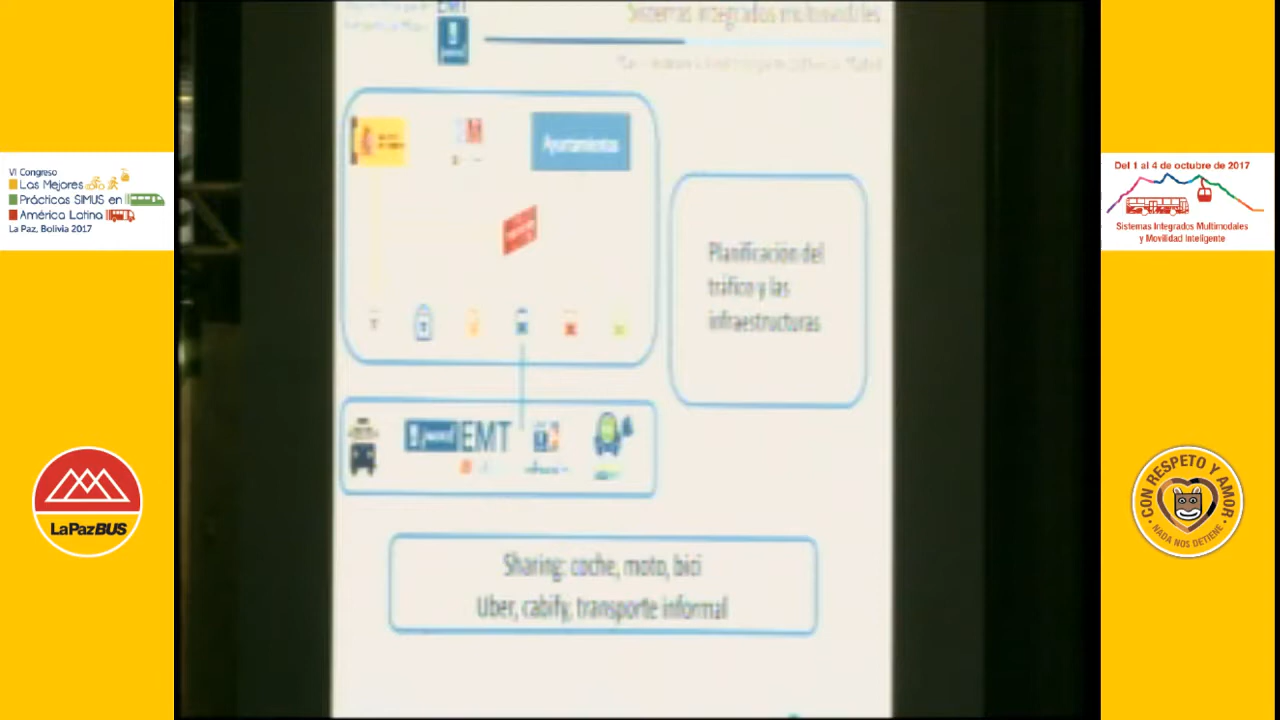 VI Congreso
Las Mejores
Prácticas SIMUS en
América Latina
La Paz, Bolivia 2017
LaPazBUS
EMT
Sistemas integrados multimodales
Ayuntamientos
Planificación del
tráfico y las
infraestructuras
EMT
Sharing: coche, moto, bici
Uber, cabify, transporte informal
Del 1 al 4 de octubre de 2017
Sistemas Integrados Multimodales
y Movilidad Inteligente
CON RESPETO Y AMOR
NADA NOS DETIENE